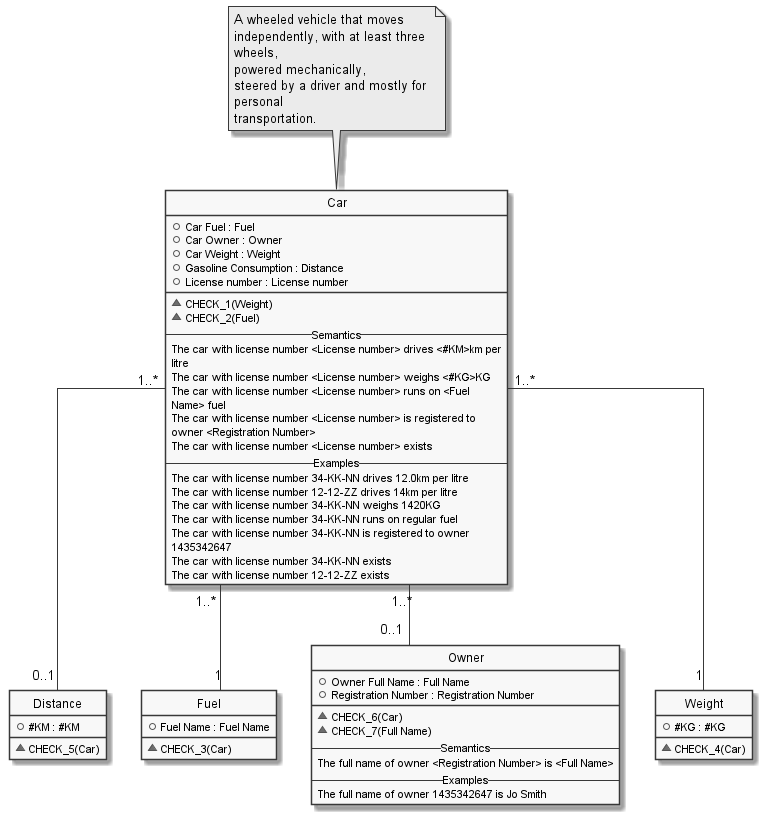 A wheeled vehicle that moves
independently, with at least three
wheels,
powered mechanically,
steered by a driver and mostly for
personal
transportation.
Car
Car Fuel : Fuel
Car Owner : Owner
Car Weight : Weight
Gasoline Consumption : Distance
License number : License number
CHECK_1(Weight)
CHECK_2(Fuel)
Semantics
The car with license number <License number> drives <#KM>km per
litre
The car with license number <License number> weighs <#KG>KG
The car with license number <License number> runs on <Fuel
Name> fuel
The car with license number <License number> is registered to
owner <Registration Number>
The car with license number <License number> exists
Examples
The car with license number 34-KK-NN drives 12.0km per litre
The car with license number 12-12-ZZ drives 14km per litre
The car with license number 34-KK-NN weighs 1420KG
The car with license number 34-KK-NN runs on regular fuel
The car with license number 34-KK-NN is registered to owner
1435342647
The car with license number 34-KK-NN exists
The car with license number 12-12-ZZ exists
1..*
1..*
1..*
1..*
0..1
1
0..1
1
Distance
#KM : #KM
CHECK_5(Car)
Fuel
Fuel Name : Fuel Name
CHECK_3(Car)
Owner
Owner Full Name : Full Name
Registration Number : Registration Number
CHECK_6(Car)
CHECK_7(Full Name)
Semantics
The full name of owner <Registration Number> is <Full Name>
Examples
The full name of owner 1435342647 is Jo Smith
Weight
#KG : #KG
CHECK_4(Car)